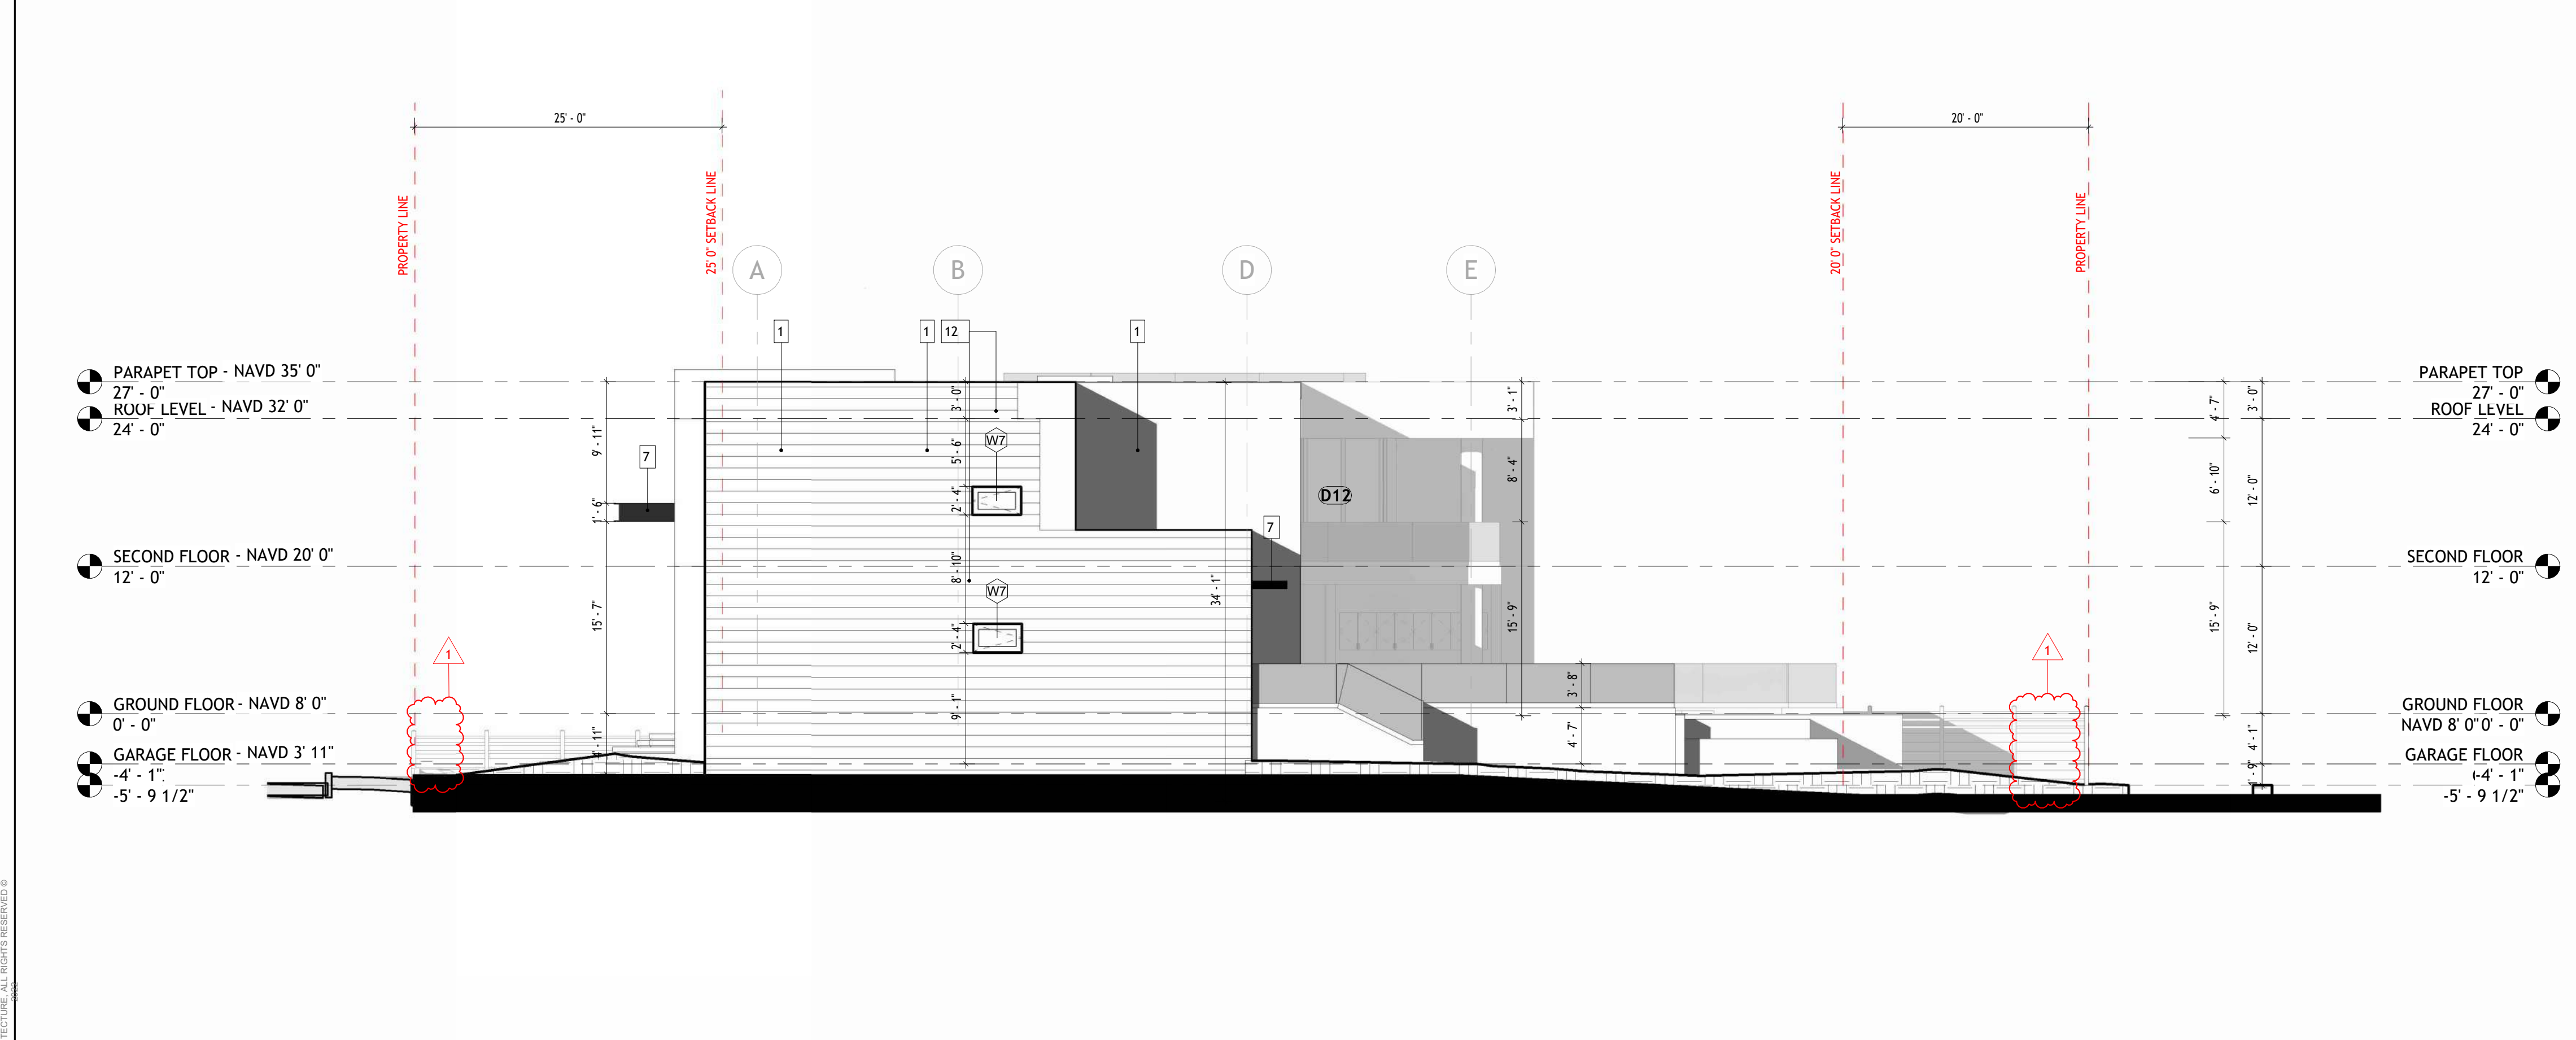 25' - 0"
20' - 0"
PROPERTY LINE
25' 0" SETBACK LINE
20' 0" SETBACK LINE
PROPERTY LINE
A
B
D
E
1
1
12
1
PARAPET TOP - NAVD 35' 0"
27' - 0"
ROOF LEVEL - NAVD 32' 0"
24' - 0"
SECOND FLOOR - NAVD 20' 0"
12' - 0"
GROUND FLOOR - NAVD 8' 0"
0' - 0"
GARAGE FLOOR - NAVD 3' 11"
-4' - 1"
-5' - 9 1/2"
9' - 11"
1' - 6"
15' - 7"
- 11"
7
1
3' - 0"
5' - 6"
2' - 4"
8' - 10"
2' - 4"
9' - 1"
W7
W7
34' - 1"
7
D12
3' - 1"
8' - 4"
15' - 9"
3' - 8"
4' - 7"
1
4' - 7"
6' - 10"
15' - 9"
3' - 0"
12' - 0"
12' - 0"
4' - 1"
- 9"
PARAPET TOP
27' - 0"
ROOF LEVEL
24' - 0"
SECOND FLOOR
12' - 0"
GROUND FLOOR
NAVD 8' 0" 0' - 0"
GARAGE FLOOR
-4' - 1"
-5' - 9 1/2"
TECTURE, ALL RIGHTS RESERVED ©